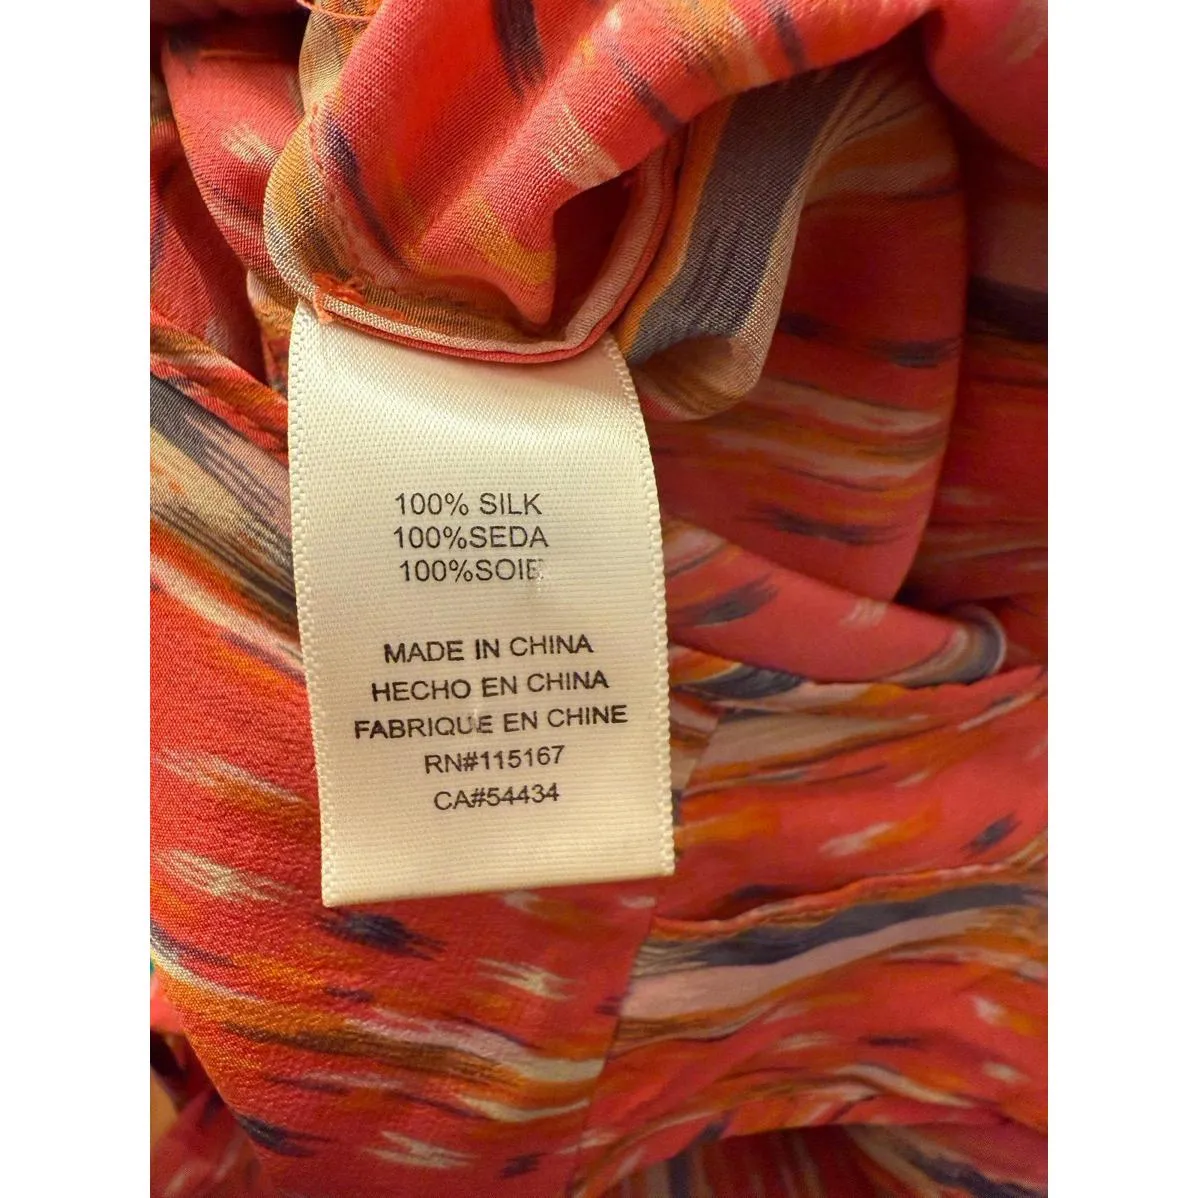 100% SILK
100%SEDA
100%SOIE
MADE IN CHINA
HECHO EN CHINA
FABRIQUE EN CHINE
RN#115167
CA#54434